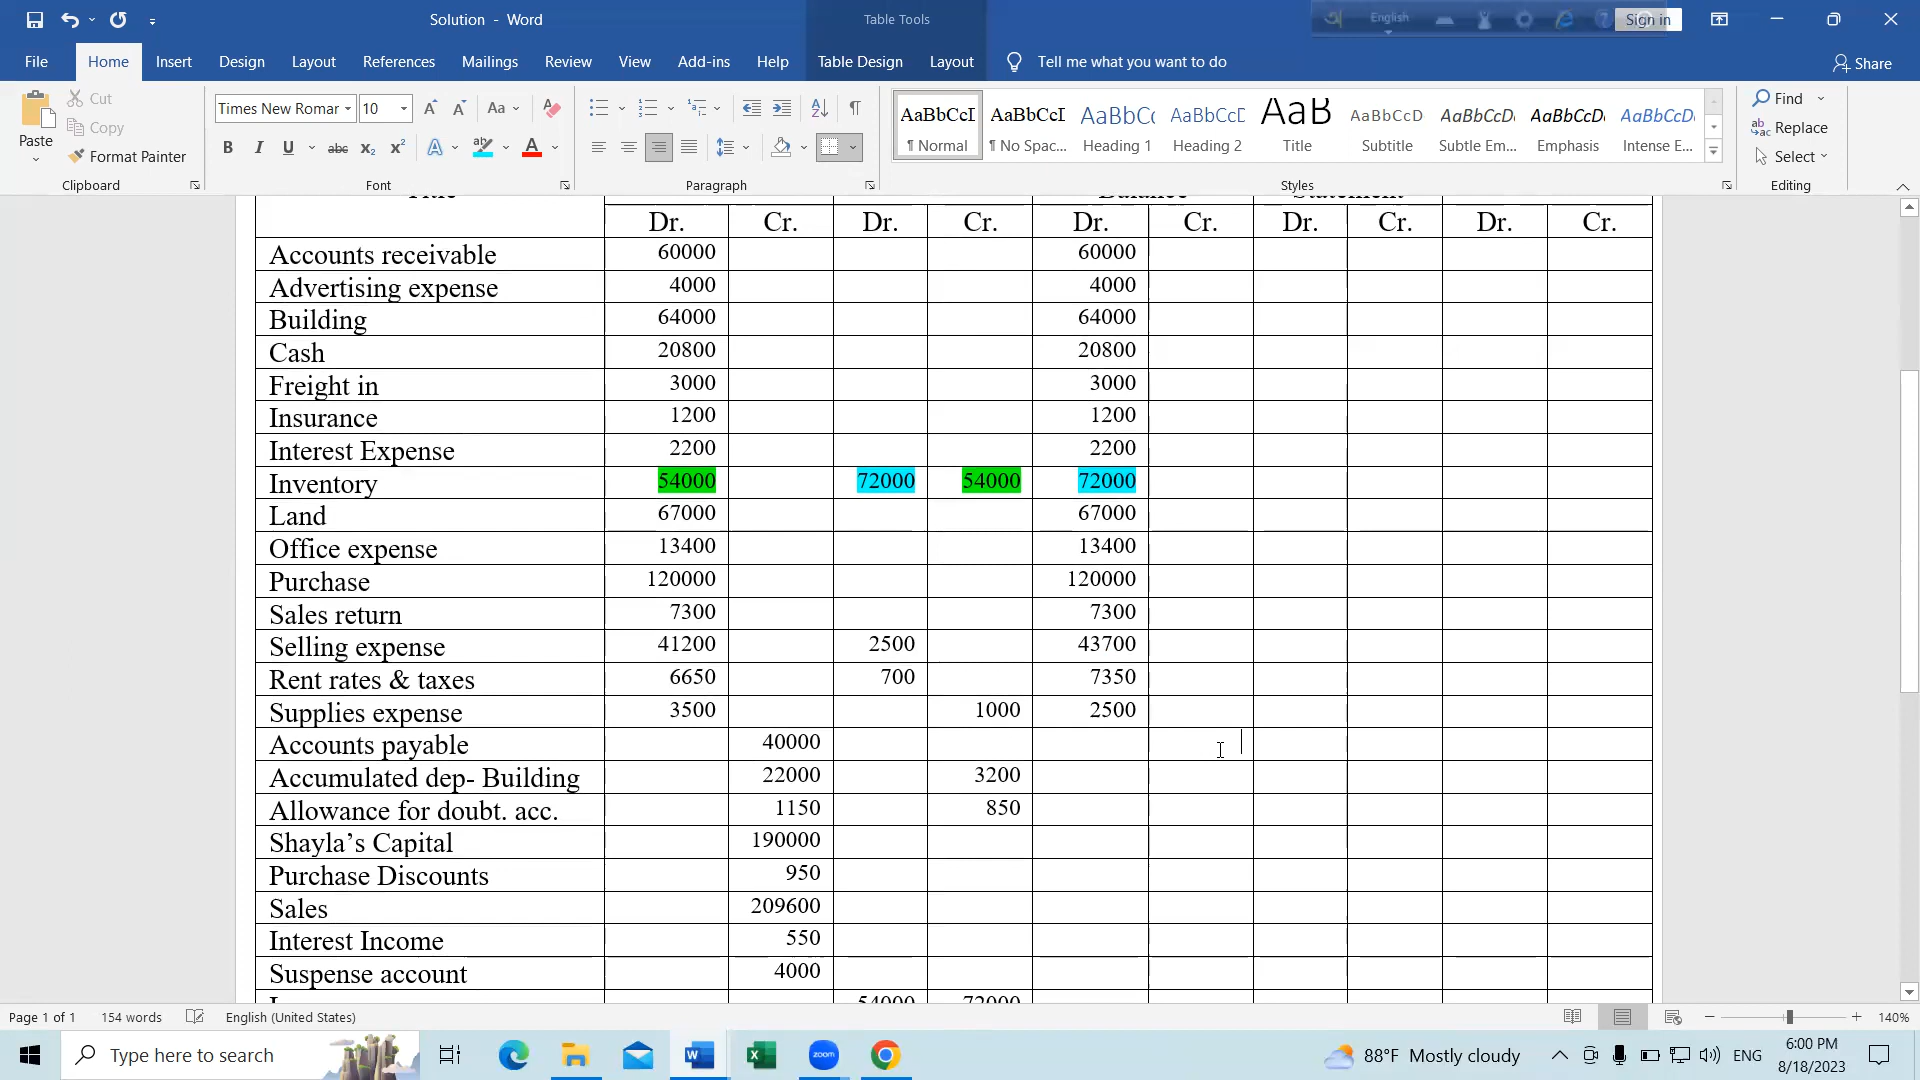 Solution - Word
Table Tools
English
Sign in
File Home Insert Design Layout References Mailings Review View Add-ins Help Table Design Layout Tell me what you want to do Share
Paste
Cut
Copy
Format Painter
Clipboard
Times New Romar 10
Font
Paragraph
AaBbCcI AaBbCcI AaBbC AaBbCcD AaB AaBbCcD AaBbCcD AaBbCcD AaBbCcD
¶ Normal ¶ No Spac... Heading 1 Heading 2 Title Subtitle Subtle Em... Emphasis Intense E...
Styles
Find
Replace
Select
Editing
Dr. Cr. Dr. Cr. Dr. Cr. Dr. Cr. Dr. Cr.
Accounts receivable 60000 60000
Advertising expense 4000 4000
Building 64000 64000
Cash 20800 20800
Freight in 3000 3000
Insurance 1200 1200
Interest Expense 2200 2200
Inventory 54000 72000 54000 72000
Land 67000 67000
Office expense 13400 13400
Purchase 120000 120000
Sales return 7300 7300
Selling expense 41200 2500 43700
Rent rates & taxes 6650 700 7350
Supplies expense 3500 1000 2500
Accounts payable 40000
Accumulated dep- Building 22000 3200
Allowance for doubt. acc. 1150 850
Shayla’s Capital 190000
Purchase Discounts 950
Sales 209600
Interest Income 550
Suspense account 4000
54000 72000
Page 1 of 1 154 words English (United States) 140%
Type here to search
zoom
88°F Mostly cloudy
ENG
6:00 PM
8/18/2023